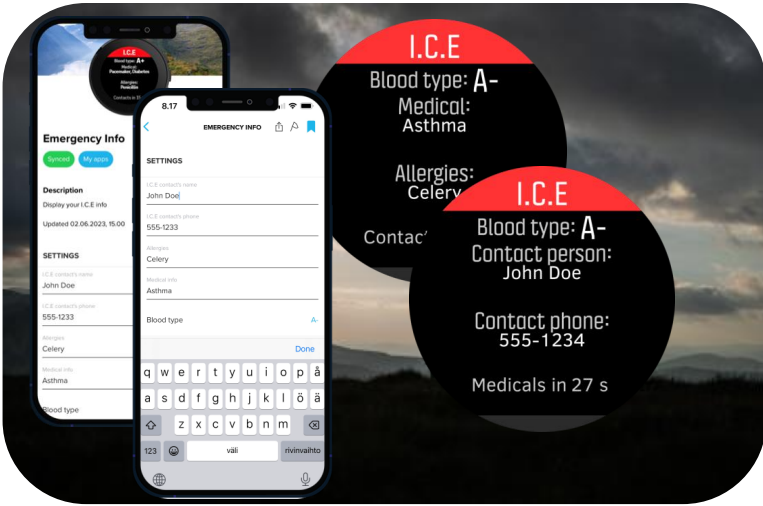 I.C.E
Blood type: A+
Medical:
Pacemaker, Diabetes
Allergies:
Penicillin
Contacts in
Emergency Info
Synced
My apps
Description
Display your I.C.E info
Updated 02.06.2023, 15.00
SETTINGS
I.C.E contact's name
John Doe
I.C.E contact's phone
555-1233
Allergies
Celery
Medical info
Asthma
Blood type
8.17
EMERGENCY INFO
SETTINGS
I.C.E contact's name
John Doe
I.C.E contact's phone
555-1233
Allergies
Celery
Medical info
Asthma
Blood type A-
Done
q w e r t y u i o p å
a s d f g h j k l ö ä
z x c v b n m
123 väli rivinvaihto
I.C.E
Blood type: A-
Medical:
Asthma
Allergies:
Celery
Contac
I.C.E
Blood type: A-
Contact person:
John Doe
Contact phone:
555-1234
Medicals in 27 s